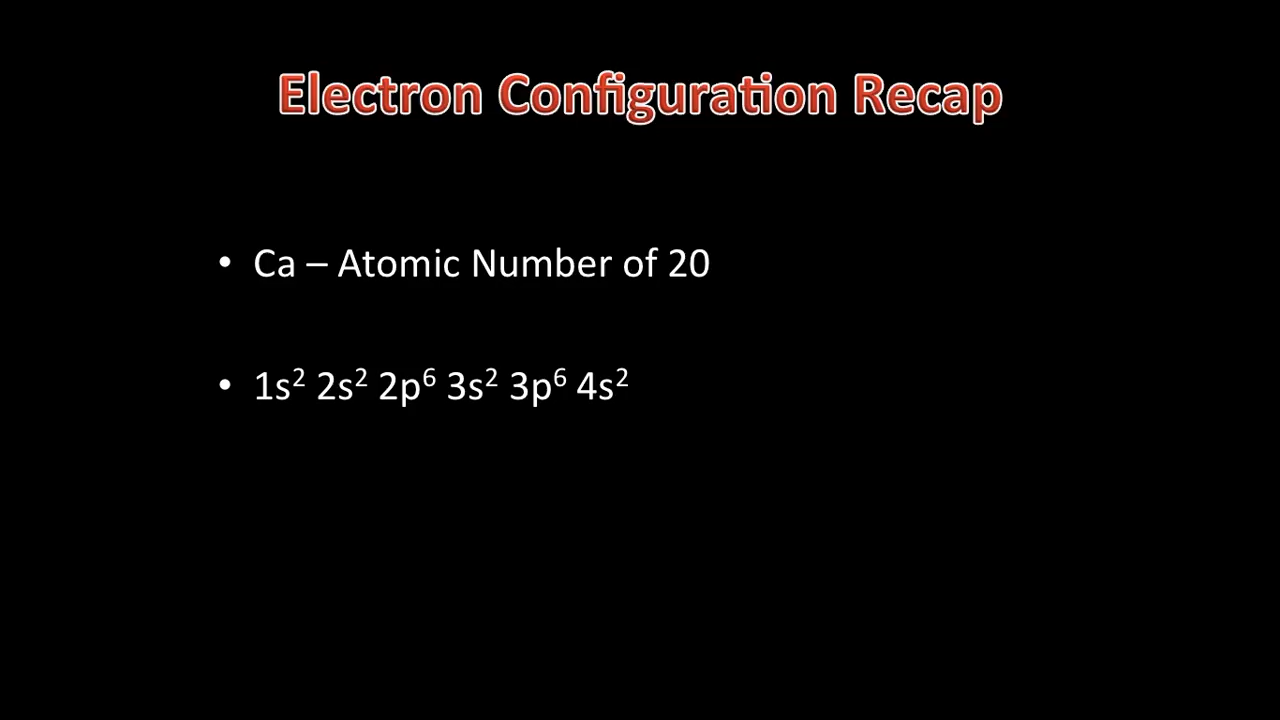 Electron Configuration Recap
• Ca – Atomic Number of 20
• 1s² 2s² 2p⁶ 3s² 3p⁶ 4s²